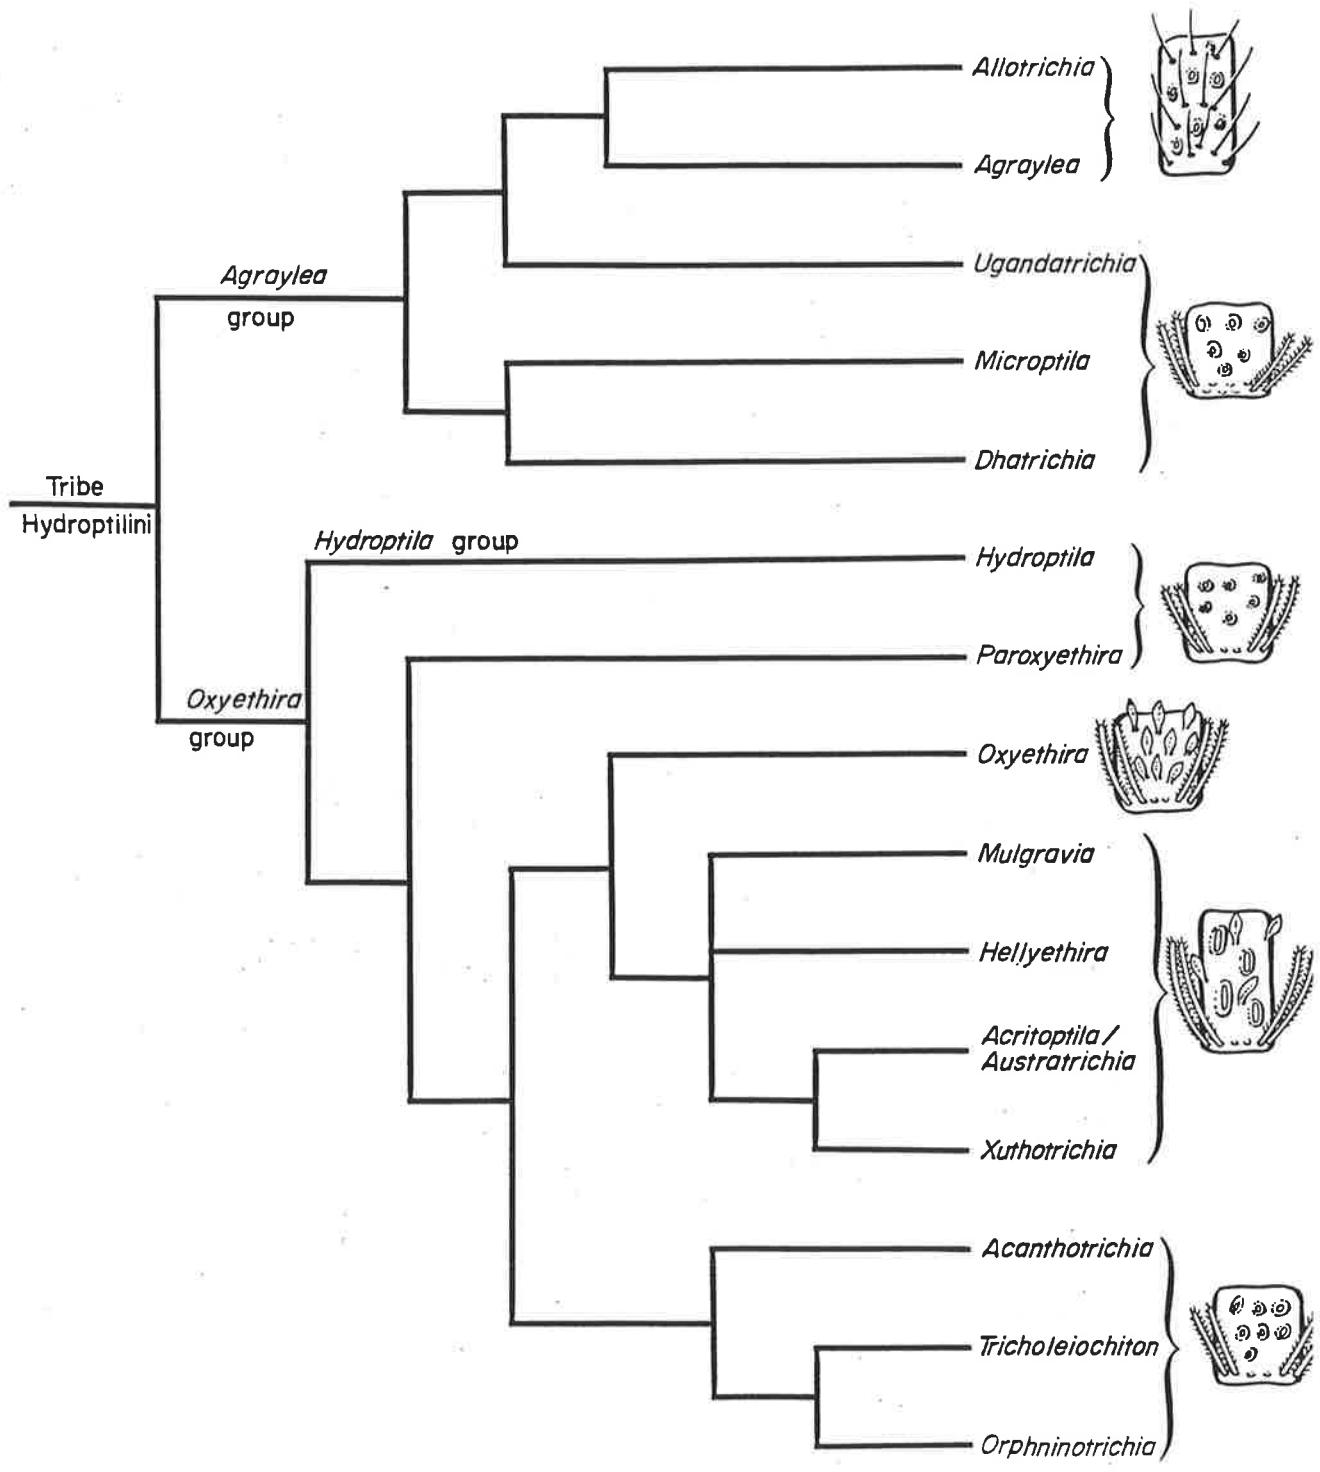 Allotrichia
Agraylea
Ugandatrichia
Agraylea
group
Microptila
Dhatrichia
Tribe
Hydroptilini
Hydroptila group
Hydroptila
Paroxyethira
Oxyethira
group
Oxyethira
Mulgravia
Hellyethira
Acritoptila/
Austratrichia
Xuthotrichia
Acanthotrichia
Tricholeiochiton
Orphninotrichia